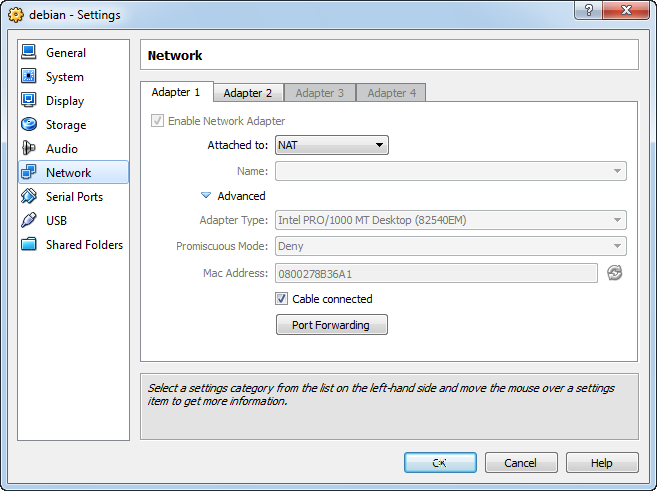 debian - Settings
?
General
System
Display
Storage
Audio
Network
Serial Ports
USB
Shared Folders
Network
Adapter 1 Adapter 2 Adapter 3 Adapter 4
Enable Network Adapter
Attached to: NAT
Name:
Advanced
Adapter Type: Intel PRO/1000 MT Desktop (82540EM)
Promiscuous Mode: Deny
Mac Address: 0800278B36A1
Cable connected
Port Forwarding
Select a settings category from the list on the left-hand side and move the mouse over a settings
item to get more information.
OK Cancel Help